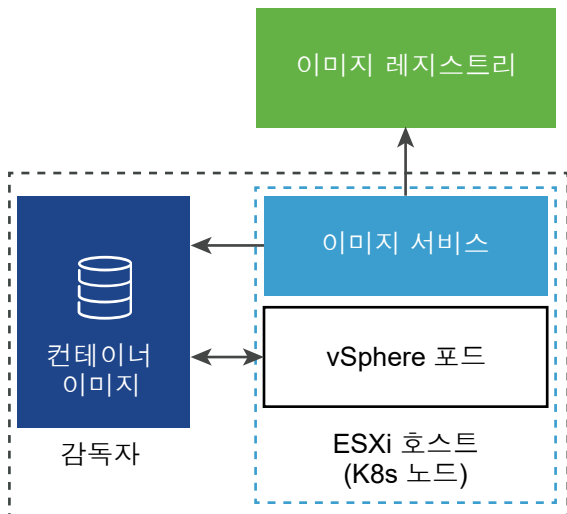 이미지 레지스트리
이미지 서비스
컨테이너
이미지
vSphere 포드
감독자
ESXi 호스트
(K8s 노드)